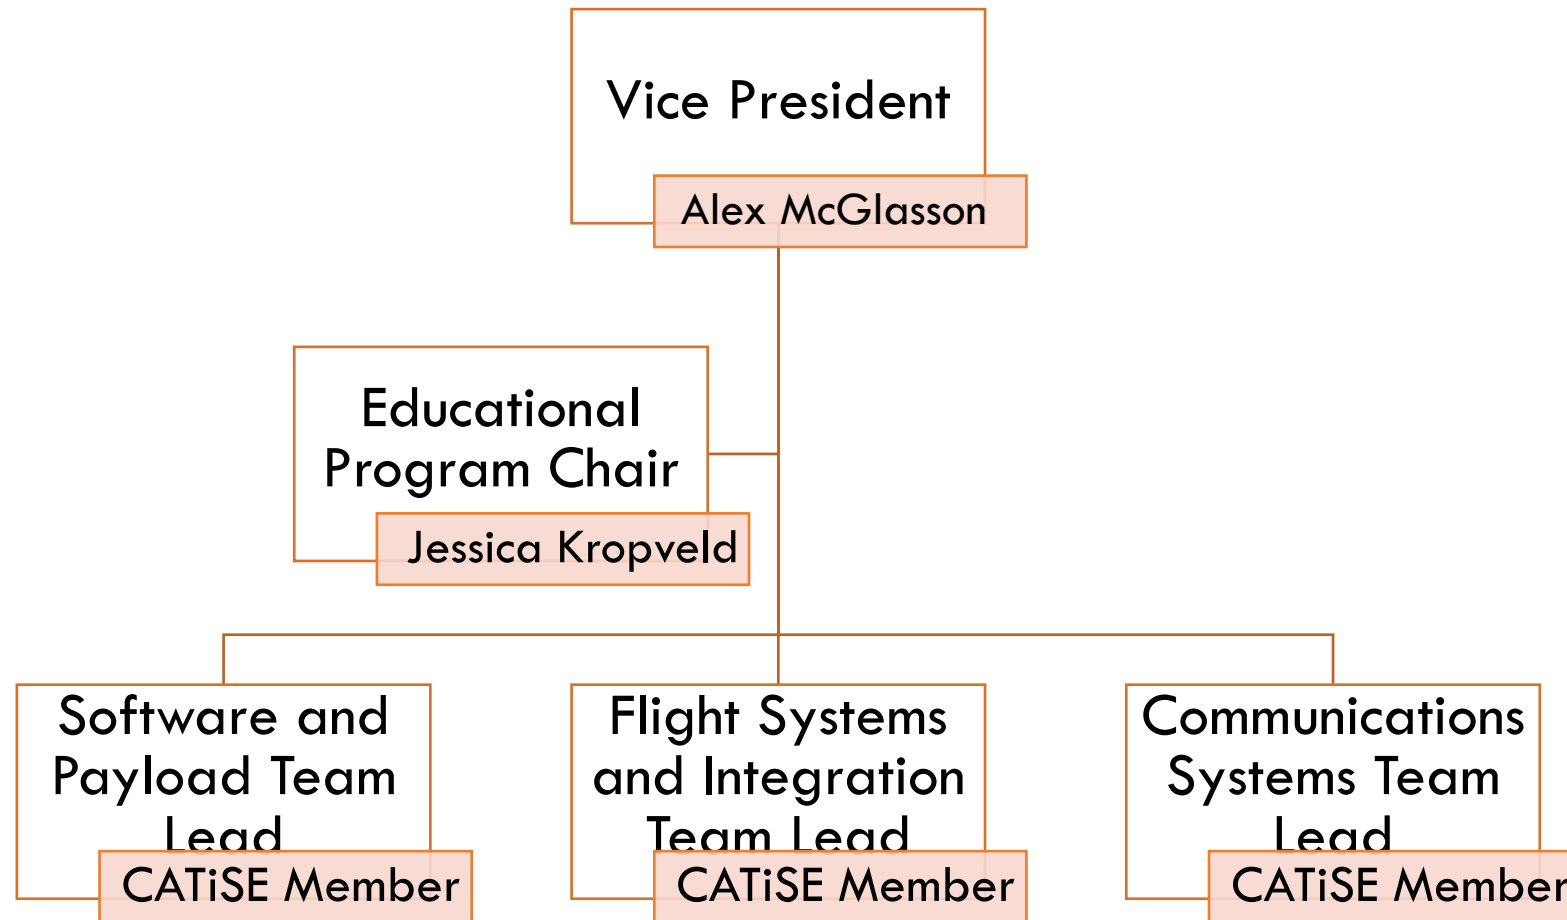 Vice President
Alex McGlasson
Educational
Program Chair
Jessica Kropveld
Software and
Payload Team
Lead
CATiSE Member
Flight Systems
and Integration
Team Lead
CATiSE Member
Communications
Systems Team
Lead
CATiSE Member